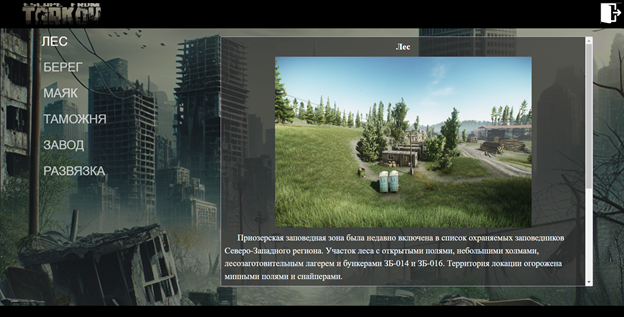 ESCAPE FROM
TARKOV
ЛЕС
БЕРЕГ
МАЯК
ТАМОЖНЯ
ЗАВОД
РАЗВЯЗКА
Лес
Приозерская заповедная зона была недавно включена в список охраняемых заповедников
Северо-Западного региона. Участок леса с открытыми полями, небольшими холмами,
лесозаготовительным лагерем и бункерами ЗБ-014 и ЗБ-016. Территория локации огорожена
минными полями и снайперами.